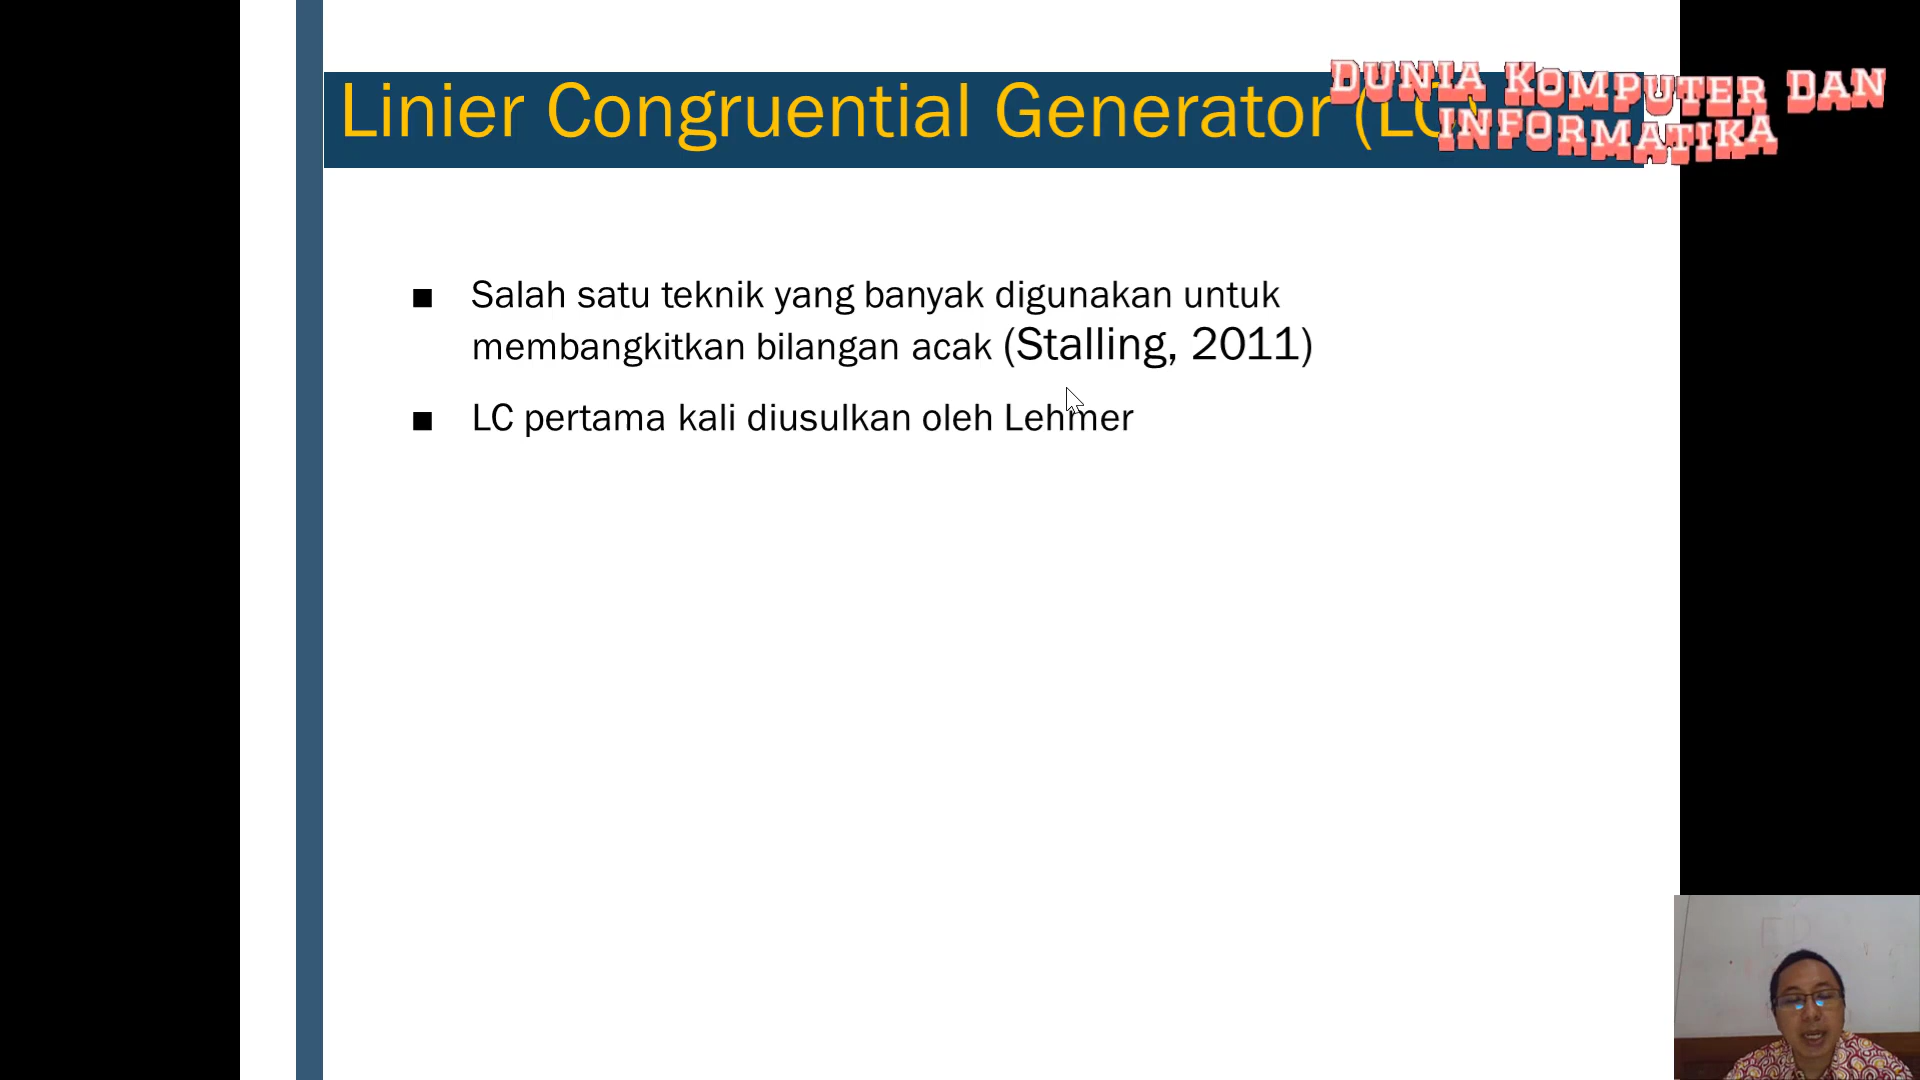 Linier Congruential Generator (LC)
DUNIA KOMPUTER DAN
INFORMATIKA
■ Salah satu teknik yang banyak digunakan untuk
membangkitkan bilangan acak (Stalling, 2011)
■ LC pertama kali diusulkan oleh Lehmer